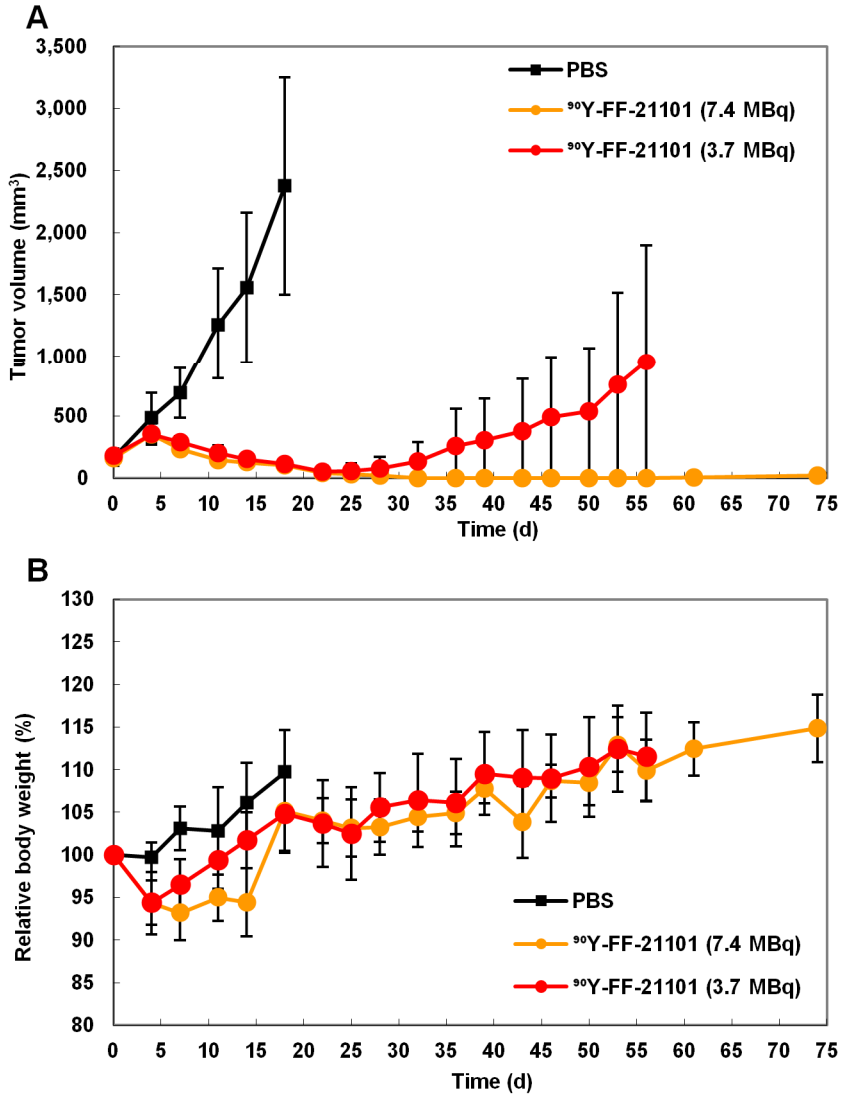 A
3,500
3,000
2,500
2,000
1,500
1.000
500
0
Tumor volume (mm³)
PBS
⁹⁰Y-FF-21101 (7.4 MBq)
⁹⁰Y-FF-21101 (3.7 MBq)
0 5 10 15 20 25 30 35 40 45 50 55 60 65 70 75
Time (d)
B
130
125
120
115
110
105
100
95
90
85
80
Relative body weight (%)
PBS
⁹⁰Y-FF-21101 (7.4 MBq)
⁹⁰Y-FF-21101 (3.7 MBq)
0 5 10 15 20 25 30 35 40 45 50 55 60 65 70 75
Time (d)